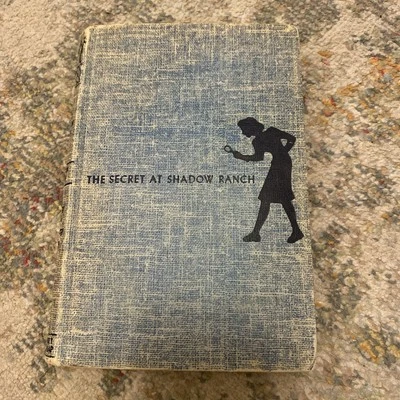 THE SECRET AT SHADOW RANCH